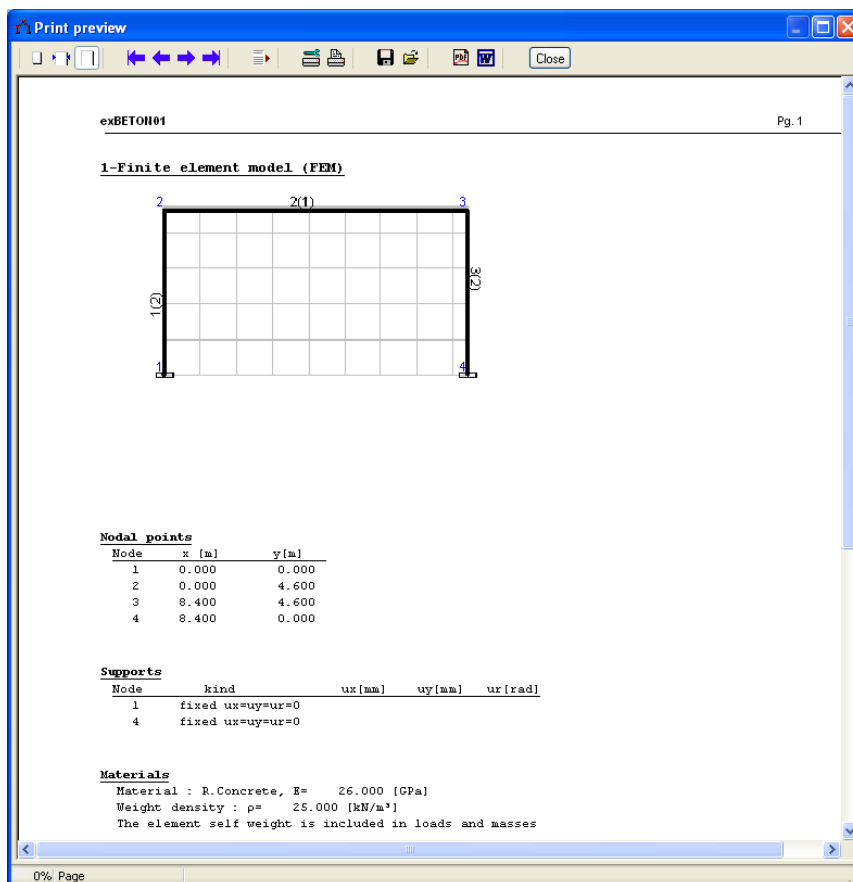 Print preview
Close
exBETON01 Pg. 1
1-Finite element model (FEM)
2 2(1) 3
1(2) 3(2)
1 4
Nodal points
Node x [m] y[m]
1 0.000 0.000
2 0.000 4.600
3 8.400 4.600
4 8.400 0.000
Supports
Node kind ux[mm] uy[mm] ur[rad]
1 fixed ux=uy=ur=0
4 fixed ux=uy=ur=0
Materials
Material : R.Concrete, E= 26.000 [GPa]
Weight density : ρ= 25.000 [kN/m³]
The element self weight is included in loads and masses
0% Page